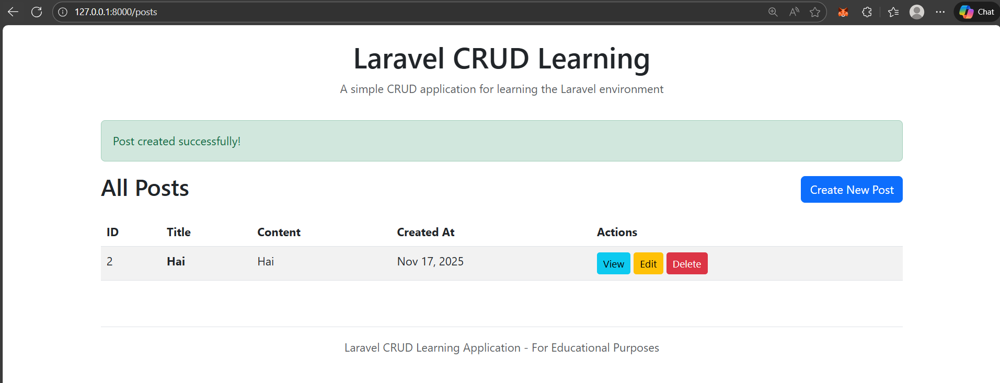 127.0.0.1:8000/posts
Chat
Laravel CRUD Learning
A simple CRUD application for learning the Laravel environment
Post created successfully!
All Posts
Create New Post
ID Title Content Created At Actions
2 Hai Hai Nov 17, 2025 View Edit Delete
Laravel CRUD Learning Application - For Educational Purposes